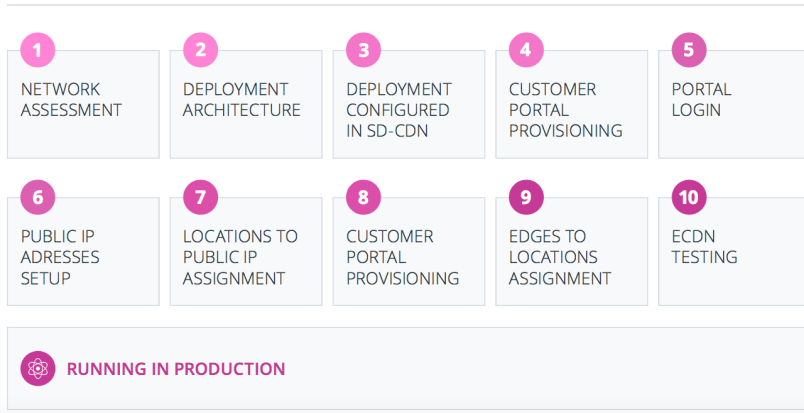 1
NETWORK
ASSESSMENT
2
DEPLOYMENT
ARCHITECTURE
3
DEPLOYMENT
CONFIGURED
IN SD-CDN
4
CUSTOMER
PORTAL
PROVISIONING
5
PORTAL
LOGIN
6
PUBLIC IP
ADRESSES
SETUP
7
LOCATIONS TO
PUBLIC IP
ASSIGNMENT
8
CUSTOMER
PORTAL
PROVISIONING
9
EDGES TO
LOCATIONS
ASSIGNMENT
10
ECDN
TESTING
RUNNING IN PRODUCTION